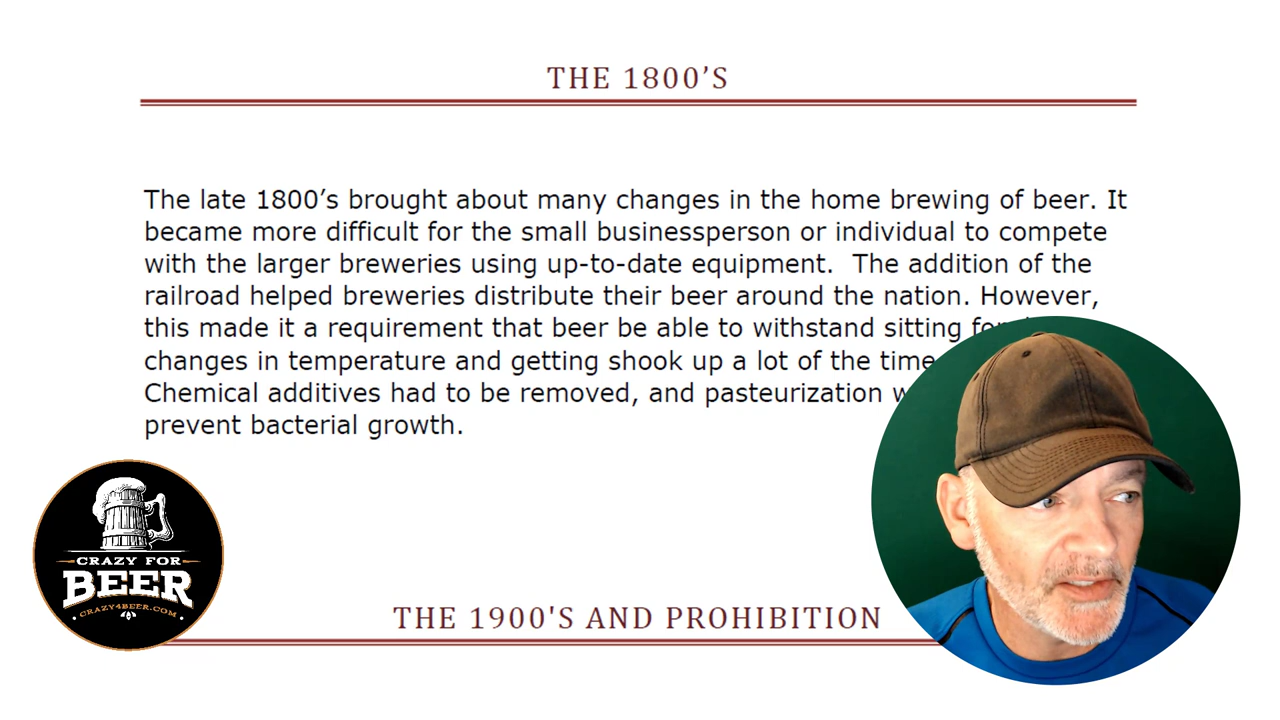 THE 1800’S
The late 1800’s brought about many changes in the home brewing of beer. It
became more difficult for the small businessperson or individual to compete
with the larger breweries using up-to-date equipment.  The addition of the
railroad helped breweries distribute their beer around the nation. However,
this made it a requirement that beer be able to withstand sitting
changes in temperature and getting shook up a lot of the time
Chemical additives had to be removed, and pasteurization
prevent bacterial growth.
CRAZY FOR
BEER
CRAZY4BEER.COM
THE 1900'S AND PROHIBITION